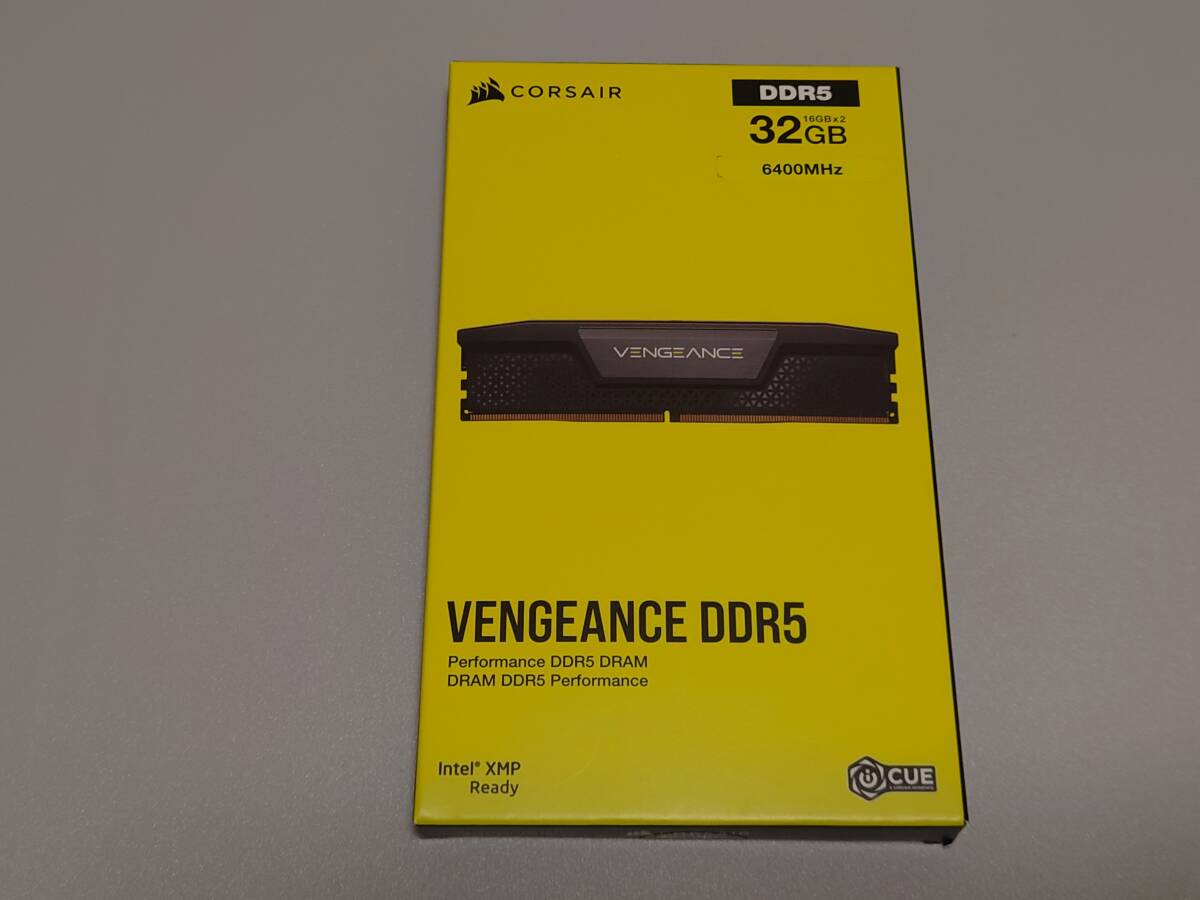 CORSAIR
DDR5
16GBx2
32GB
6400MHz
VENGEANCE
VENGEANCE DDR5
Performance DDR5 DRAM
DRAM DDR5 Performance
Intel® XMP
Ready
CUE